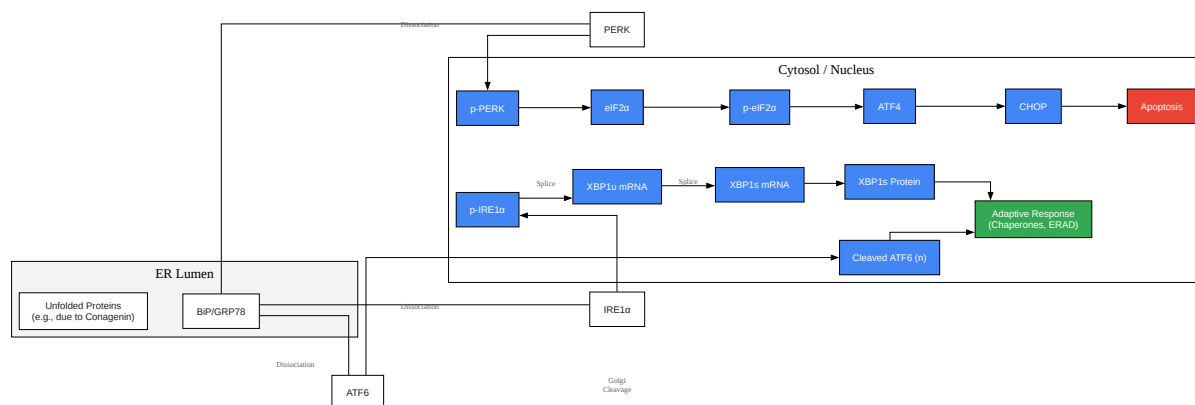 Dissociation
PERK
Cytosol / Nucleus
p-PERK
eIF2α
p-eIF2α
ATF4
CHOP
Apoptosis
Splice
XBP1u mRNA
Splice
XBP1s mRNA
XBP1s Protein
p-IRE1α
Adaptive Response
(Chaperones, ERAD)
Cleaved ATF6 (n)
ER Lumen
Unfolded Proteins
(e.g., due to Conagenin)
BiP/GRP78
Dissociation
IRE1α
Dissociation
ATF6
Golgi
Cleavage